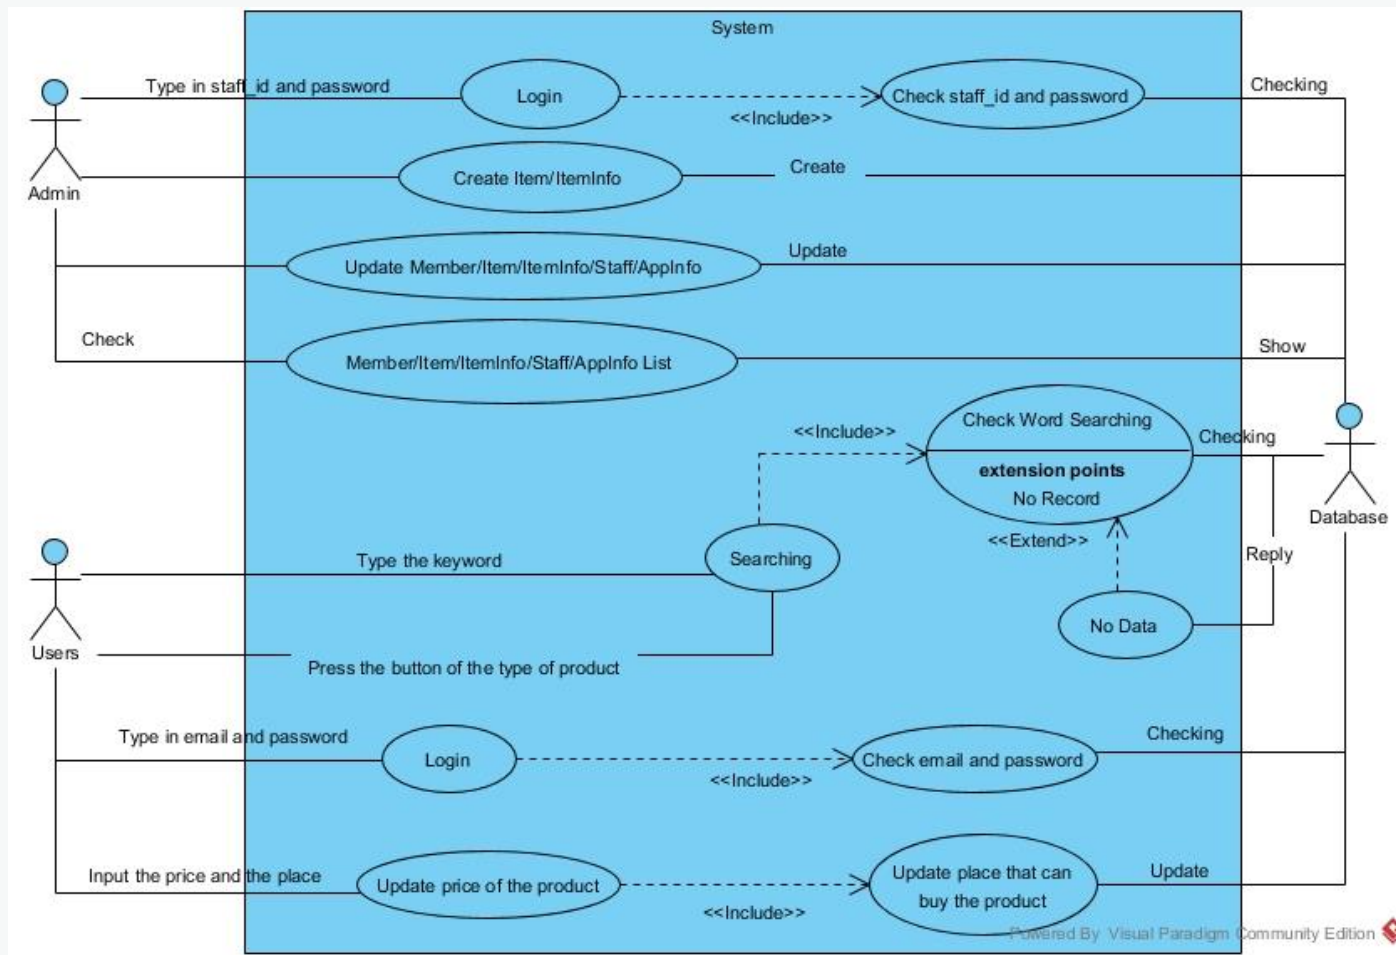 System
Type in staff_id and password
Login
<<Include>>
Check staff_id and password
Checking
Admin
Create Item/ItemInfo
Create
Update Member/Item/ItemInfo/Staff/AppInfo
Update
Check
Member/Item/ItemInfo/Staff/AppInfo List
Show
<<Include>>
Check Word Searching
extension points
No Record
Checking
Database
<<Extend>>
Reply
Type the keyword
Searching
No Data
Users
Press the button of the type of product
Type in email and password
Login
<<Include>>
Check email and password
Checking
Input the price and the place
Update price of the product
<<Include>>
Update place that can
buy the product
Update
Powered By Visual Paradigm Community Edition